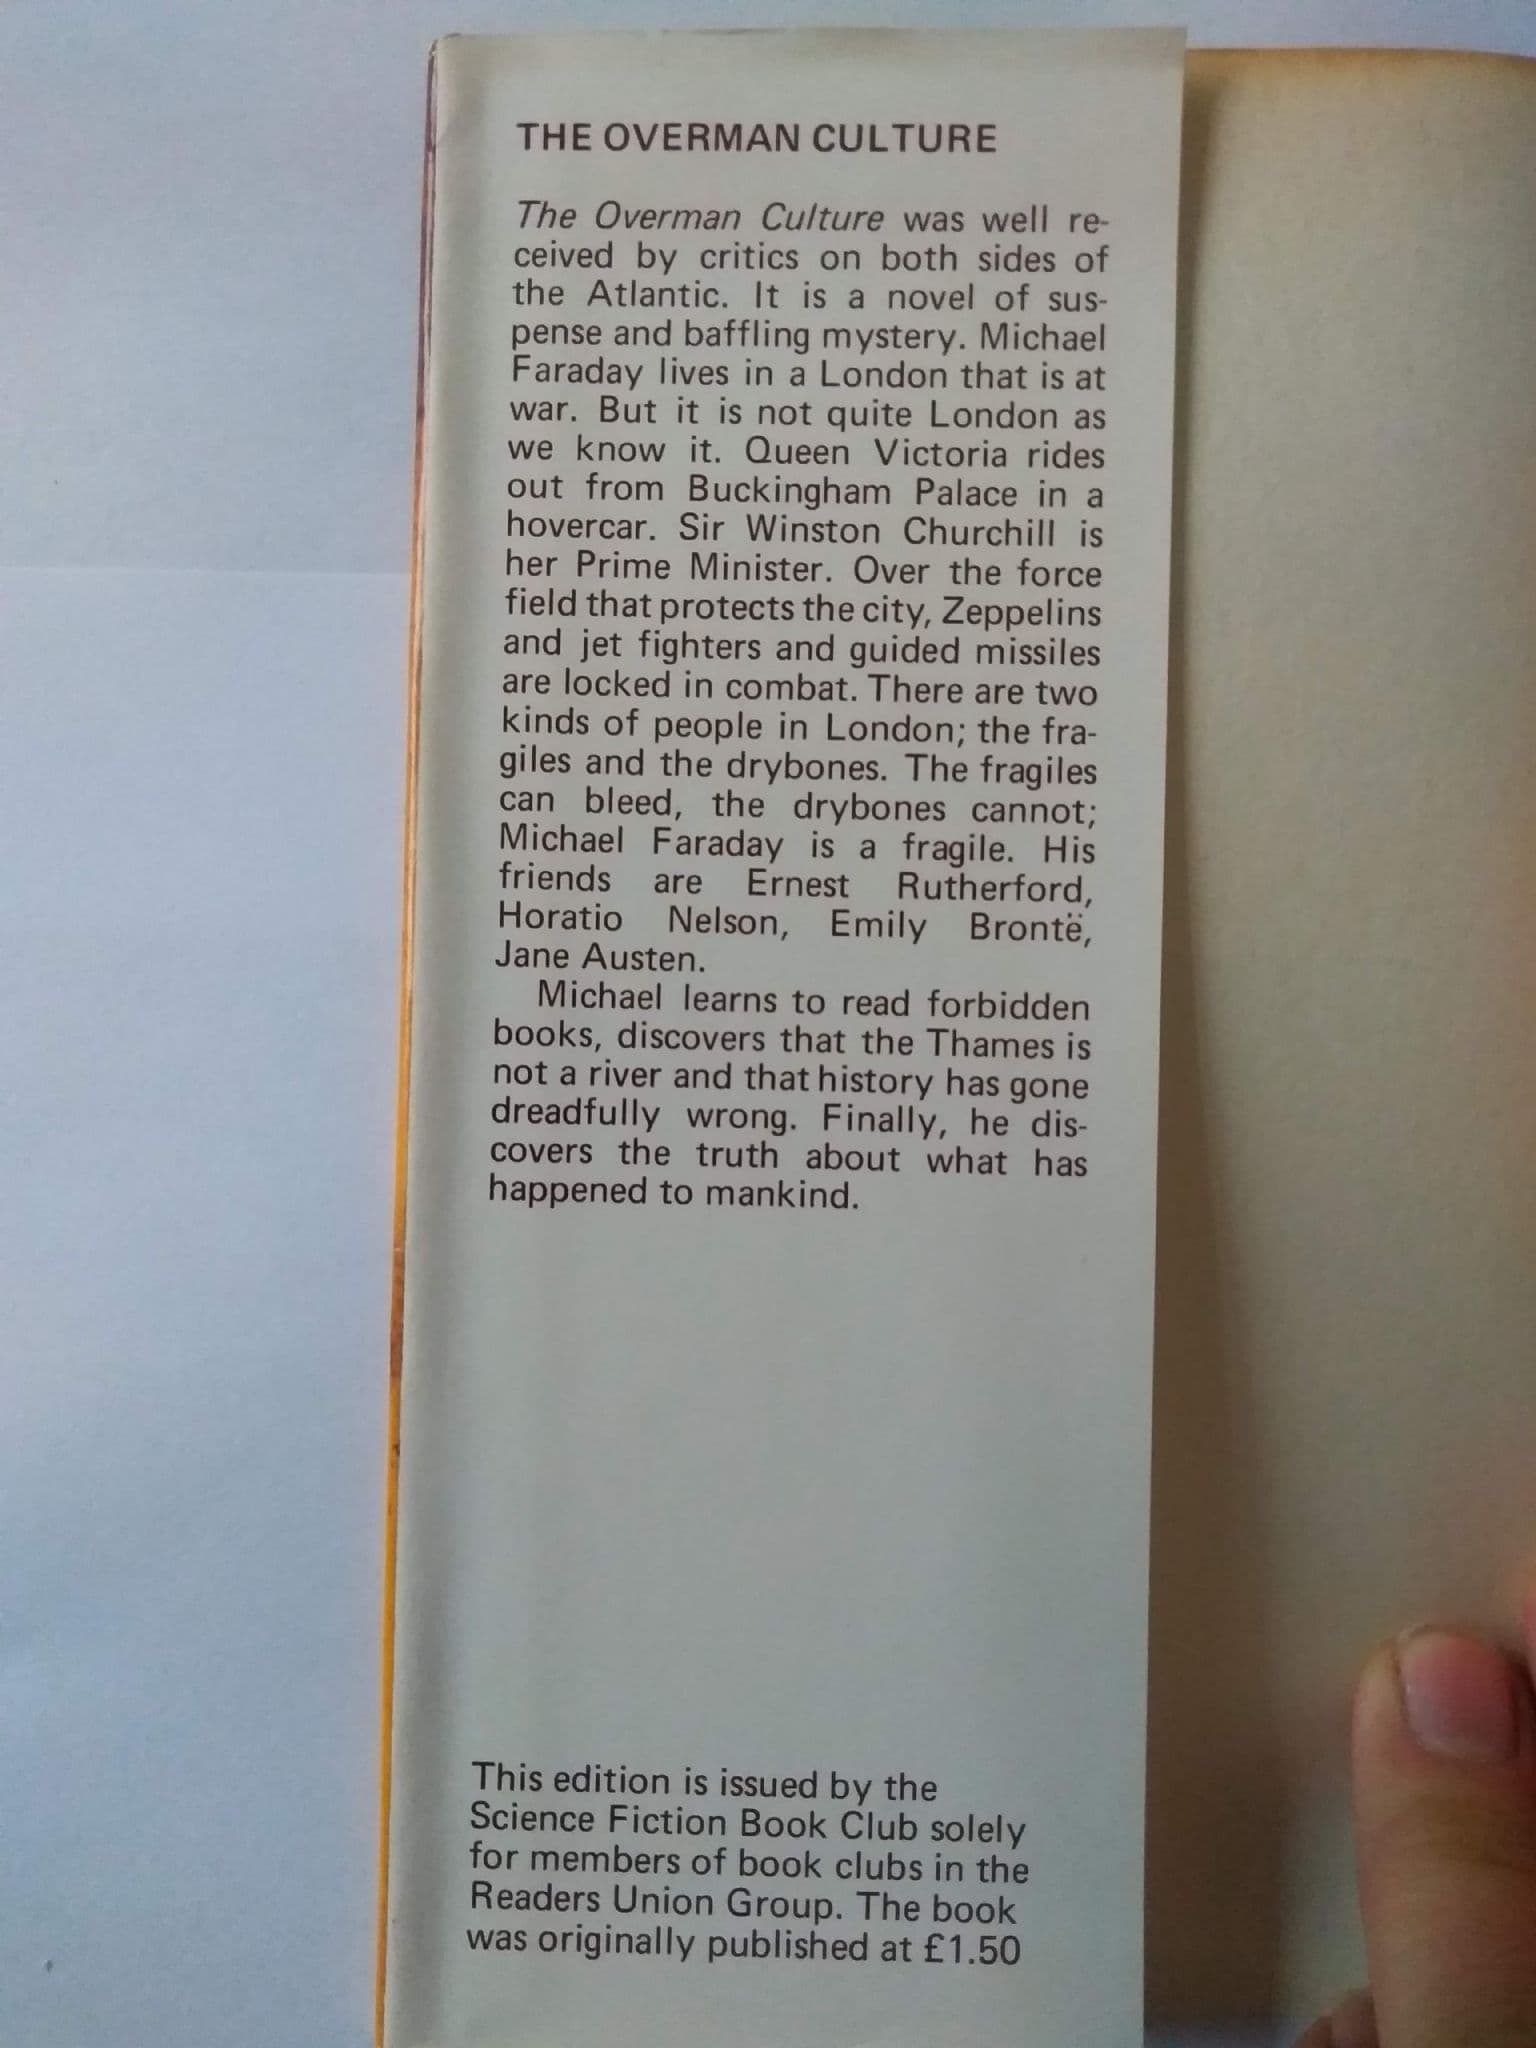 THE OVERMAN CULTURE
The Overman Culture was well re-
ceived by critics on both sides of
the Atlantic. It is a novel of sus-
pense and baffling mystery. Michael
Faraday lives in a London that is at
war. But it is not quite London as
we know it. Queen Victoria rides
out from Buckingham Palace in a
hovercar. Sir Winston Churchill is
her Prime Minister. Over the force
field that protects the city, Zeppelins
and jet fighters and guided missiles
are locked in combat. There are two
kinds of people in London; the fra-
giles and the drybones. The fragiles
can bleed, the drybones cannot;
Michael Faraday is a fragile. His
friends are Ernest Rutherford,
Horatio Nelson, Emily Brontë,
Jane Austen.
Michael learns to read forbidden
books, discovers that the Thames is
not a river and that history has gone
dreadfully wrong. Finally, he dis-
covers the truth about what has
happened to mankind.
This edition is issued by the
Science Fiction Book Club solely
for members of book clubs in the
Readers Union Group. The book
was originally published at £1.50